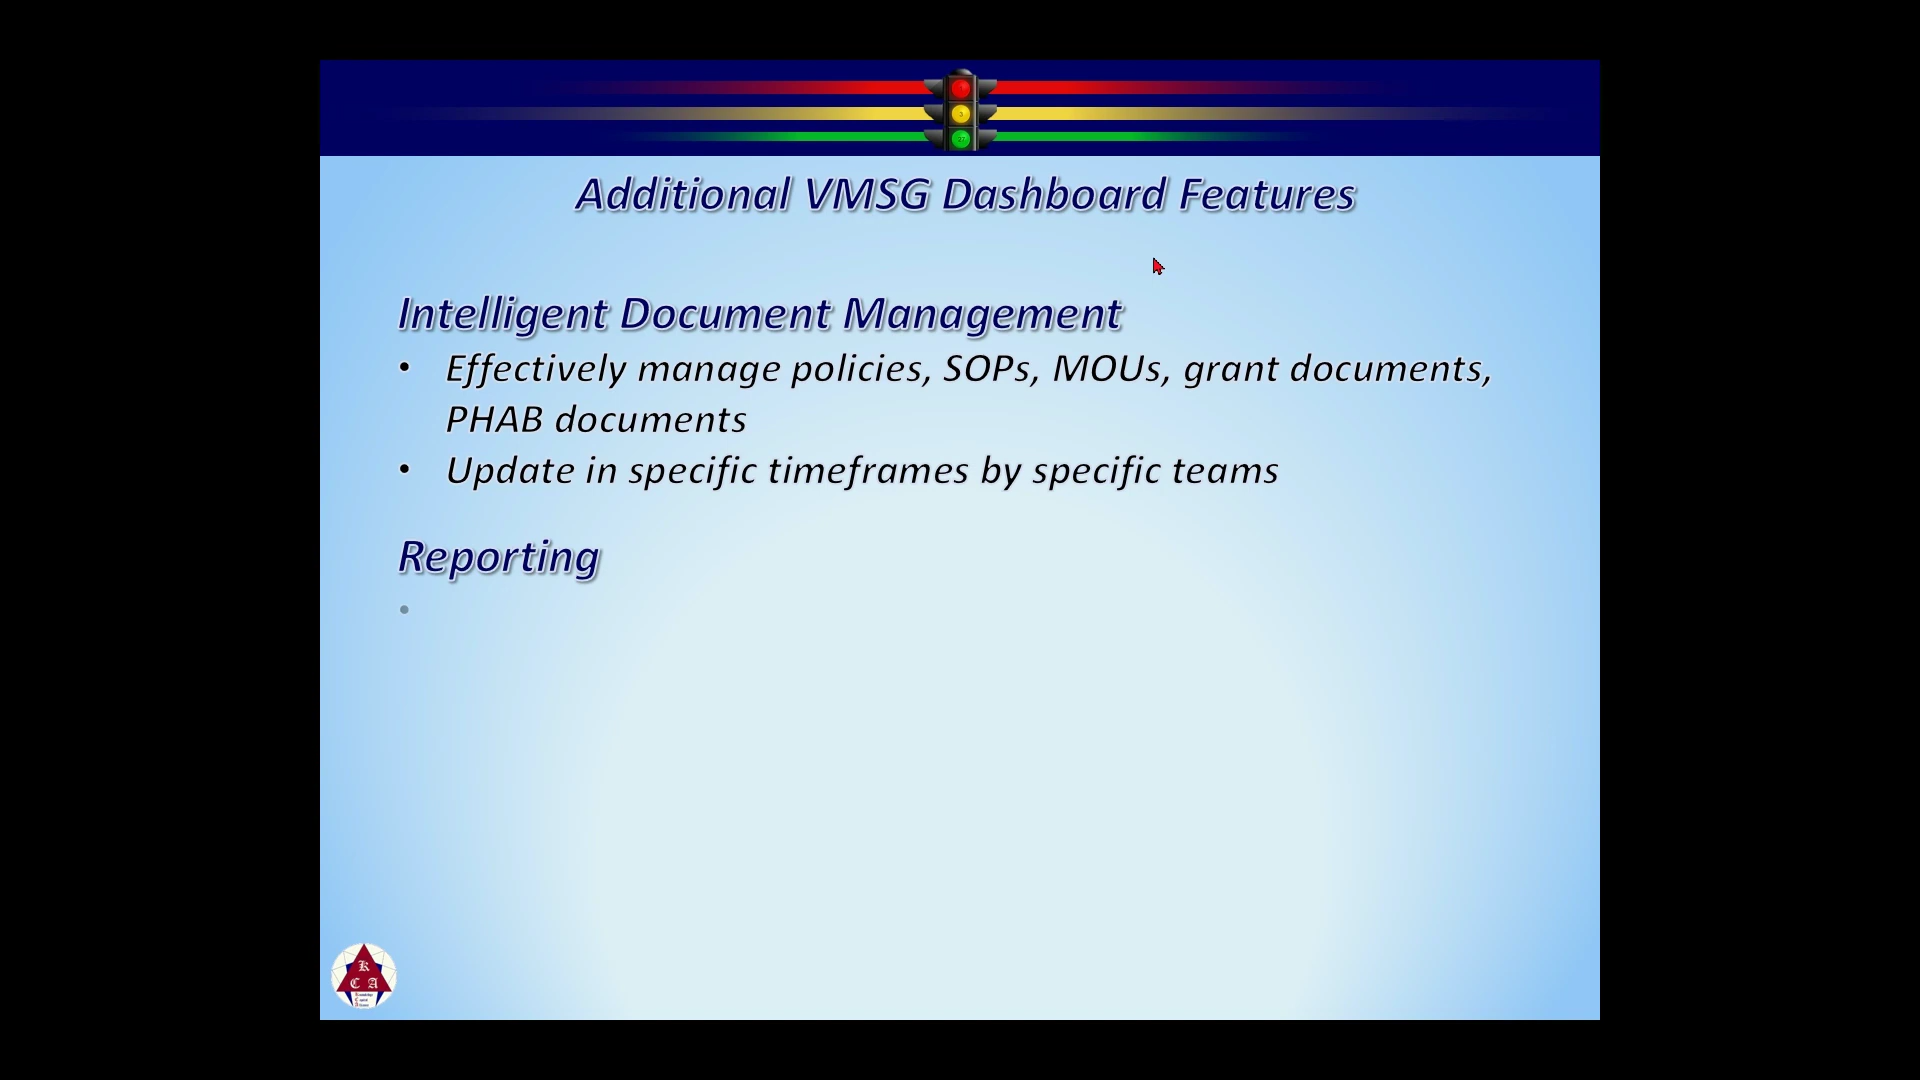 Additional VMSG Dashboard Features
Intelligent Document Management
• Effectively manage policies, SOPs, MOUs, grant documents,
PHAB documents
• Update in specific timeframes by specific teams
Reporting
•
K
C A